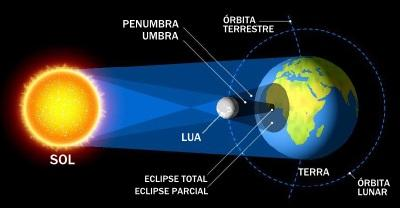 PENUMBRA
UMBRA
ÓRBITA
TERRESTRE
SOL
LUA
ECLIPSE TOTAL
ECLIPSE PARCIAL
TERRA
ÓRBITA
LUNAR